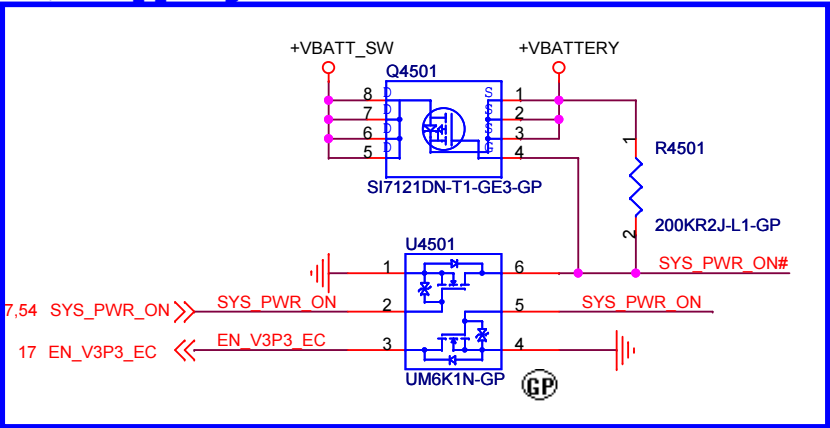 +VBATT_SW
+VBATTERY
Q4501
8 D S 1
7 D S 2
6 D S 3
5 D G 4
SI7121DN-T1-GE3-GP
1
R4501
2
200KR2J-L1-GP
U4501
1 6 SYS_PWR_ON#
7,54 SYS_PWR_ON SYS_PWR_ON 2 5 SYS_PWR_ON
17 EN_V3P3_EC EN_V3P3_EC 3 4
UM6K1N-GP
GP